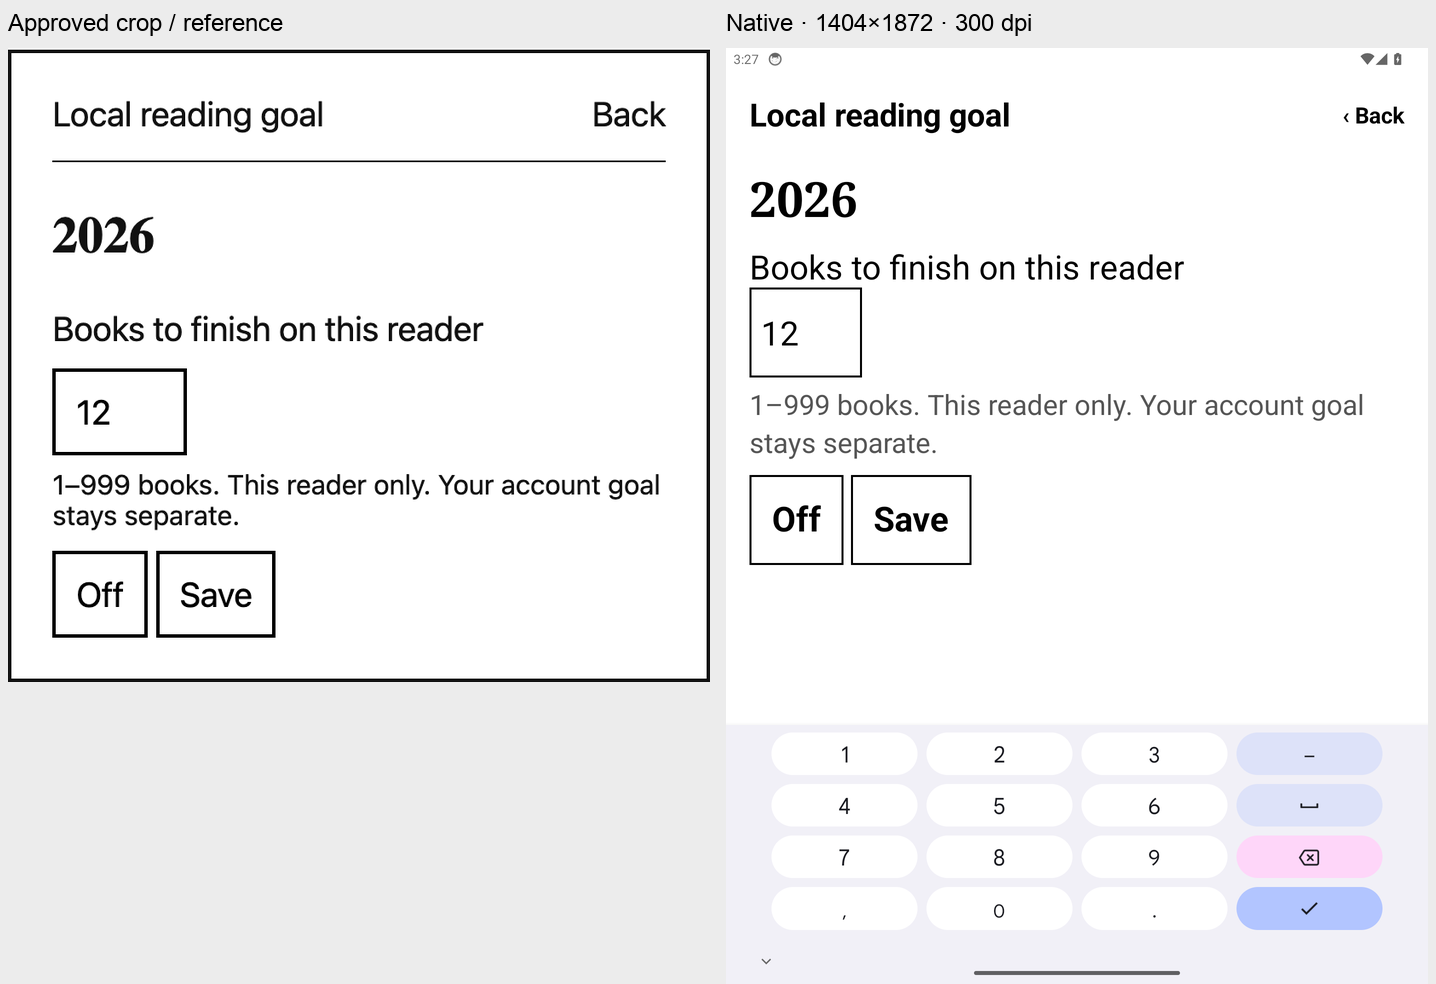 Approved crop / reference
Local reading goal
Back
2026
Books to finish on this reader
12
1–999 books. This reader only. Your account goal
stays separate.
Off
Save
Native · 1404×1872 · 300 dpi
3:27
Local reading goal
‹ Back
2026
Books to finish on this reader
12
1–999 books. This reader only. Your account goal
stays separate.
Off
Save
1 2 3 –
4 5 6
7 8 9
, 0 .